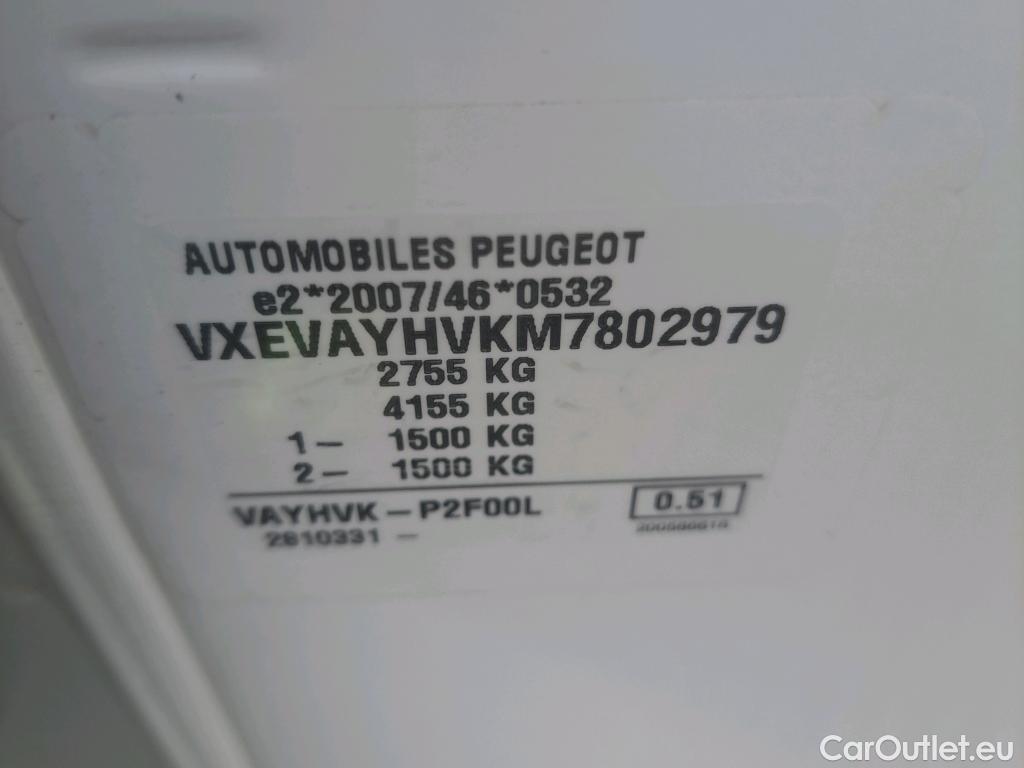 AUTOMOBILES PEUGEOT
e2*2007/46*0532
VXEVAYHVKM7802979
2755 KG
4155 KG
1- 1500 KG
2- 1500 KG
VAYHVK-P2F00L
0.51
2610331 -
CarOutlet.eu